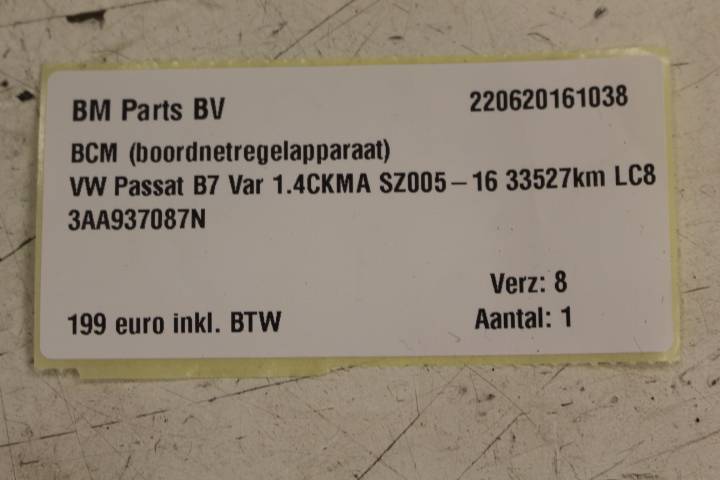 BM Parts BV 220620161038
BCM (boordnetregelapparaat)
VW Passat B7 Var 1.4CKMA SZ005-16 33527km LC8
3AA937087N
Verz: 8
199 euro inkl. BTW Aantal: 1